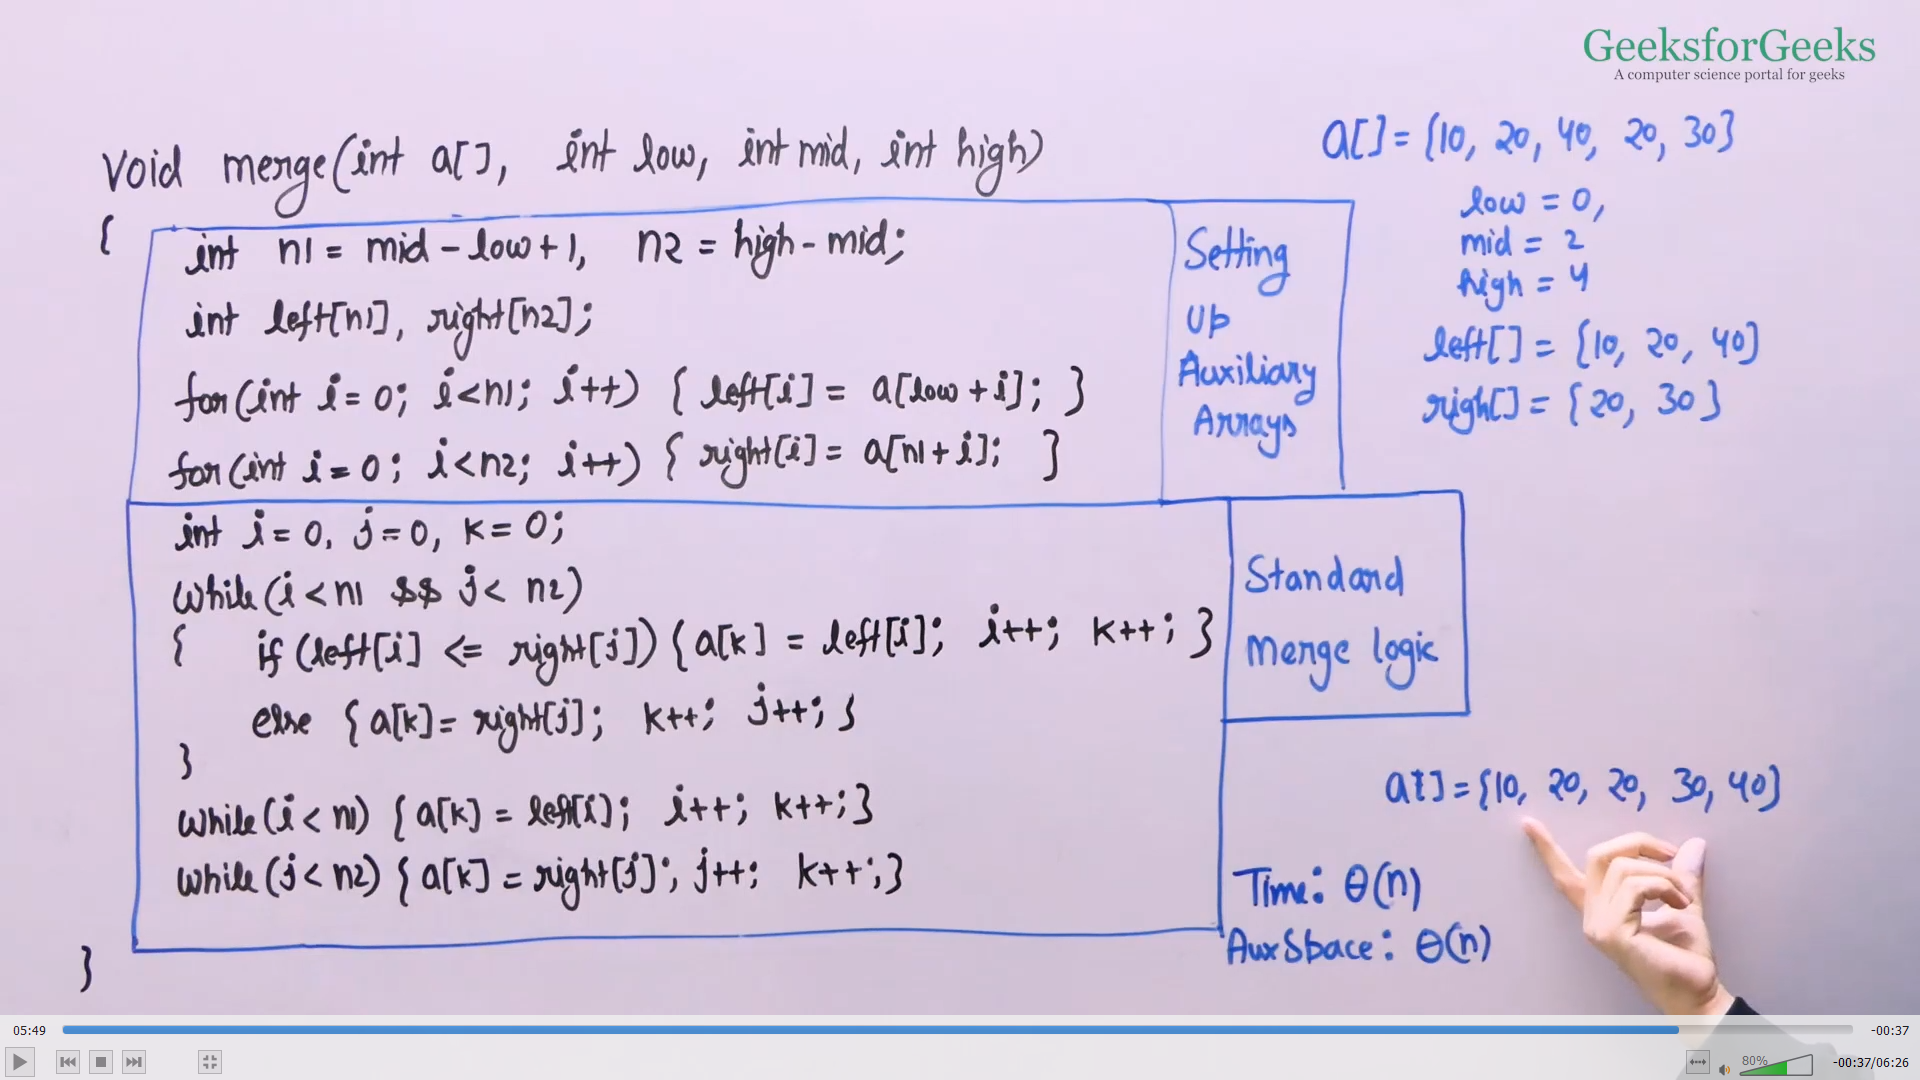 GeeksforGeeks
A computer science portal for geeks
void merge(int a[], int low, int mid, int high)
{
int n1 = mid - low + 1, n2 = high - mid;
int left[n1], right[n2];
for(int i = 0; i < n1; i++) { left[i] = a[low + i]; }
for(int i = 0; i < n2; i++) { right[i] = a[n1 + i]; }
Setting
Up
Auxiliary
Arrays
int i = 0, j = 0, k = 0;
while(i < n1 && j < n2)
{ if (left[i] <= right[j]) { a[k] = left[i]; i++; k++; }
else { a[k] = right[j]; k++; j++; }
}
while(i < n1) { a[k] = left[i]; i++; k++; }
while(j < n2) { a[k] = right[j]; j++; k++; }
}
Standard
Merge logic
a[] = {10, 20, 40, 20, 30}
low = 0,
mid = 2
high = 4
left[] = {10, 20, 40}
righ[] = {20, 30}
a[] = {10, 20, 20, 30, 40}
Time: θ(n)
Aux Space: θ(n)
05:49
-00:37
80%
-00:37/06:26